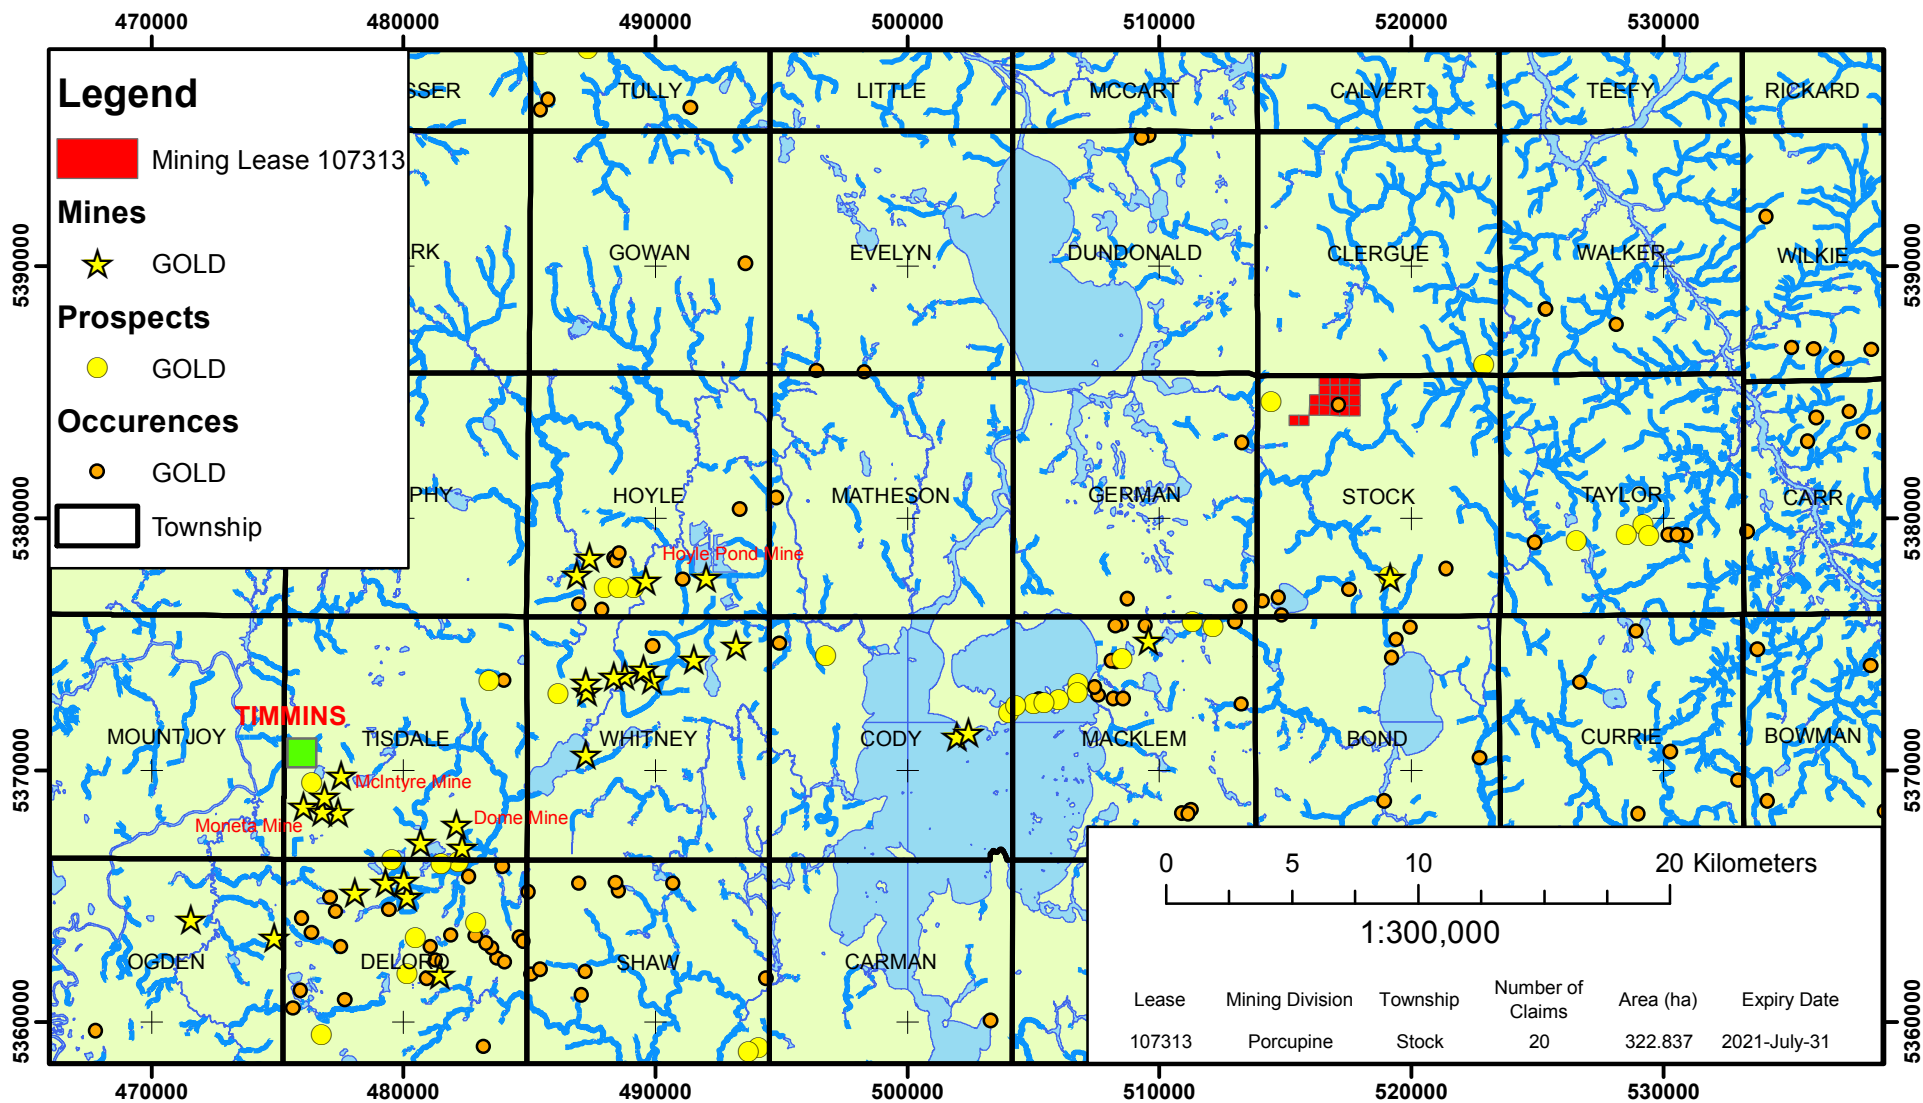 470000 480000 490000 500000 510000 520000 530000
Legend
Mining Lease 107313
Mines
GOLD
Prospects
GOLD
Occurences
GOLD
Township
SSER TULLY LITTLE MCCART CALVERT TEEFY RICKARD
5390000 RK GOWAN EVELYN DUNDONALD CLERGUE WALKER WILKIE 5390000
PHY HOYLE MATHESON GERMAN STOCK TAYLOR CARR
5380000 5380000
Hoyle Pond Mine
TIMMINS
MOUNTJOY TISDALE WHITNEY CODY MACKLEM BOND CURRIE BOWMAN
5370000 5370000
McIntyre Mine
Moneta Mine Dome Mine
0 5 10 20 Kilometers
1:300,000
OGDEN DELORO SHAW CARMAN
Lease Mining Division Township Number of Claims Area (ha) Expiry Date
107313 Porcupine Stock 20 322.837 2021-July-31
5360000 5360000
470000 480000 490000 500000 510000 520000 530000